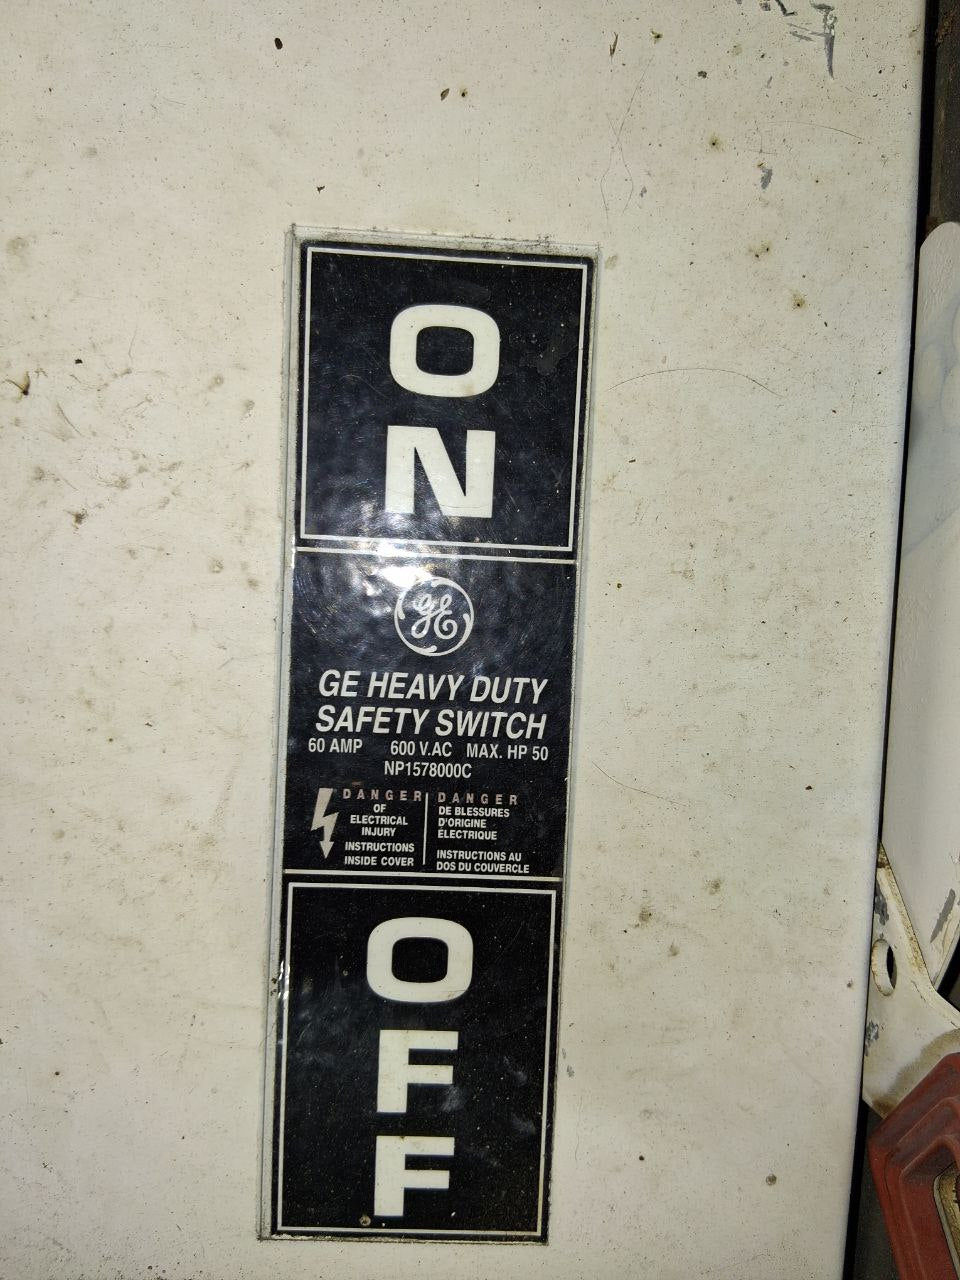 ON
GE
GE HEAVY DUTY
SAFETY SWITCH
60 AMP 600 V.AC MAX. HP 50
NP1578000C
DANGER
OF
ELECTRICAL
INJURY
INSTRUCTIONS
INSIDE COVER
DANGER
DE BLESSURES
D'ORIGINE
ÉLECTRIQUE
INSTRUCTIONS AU
DOS DU COUVERCLE
OFF